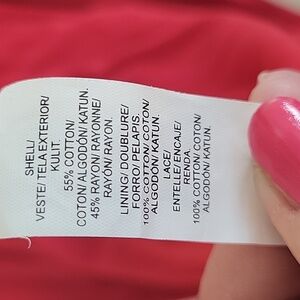 SHELL/
VESTE/TELA EXTERIOR/
KULIT.
55% COTTON/
COTON/ALGODÓN/KATUN.
45% RAYON/RAYONNE/
RAYÓN/RAYON.
LINING/DOUBLURE/
FORRO/PELAPIS.
100% COTTON/COTON/
ALGODÓN/KATUN.
LACE/
ENTELLE/ENCAJE/
RENDA.
100% COTTON/COTON/
ALGODÓN/KATUN.